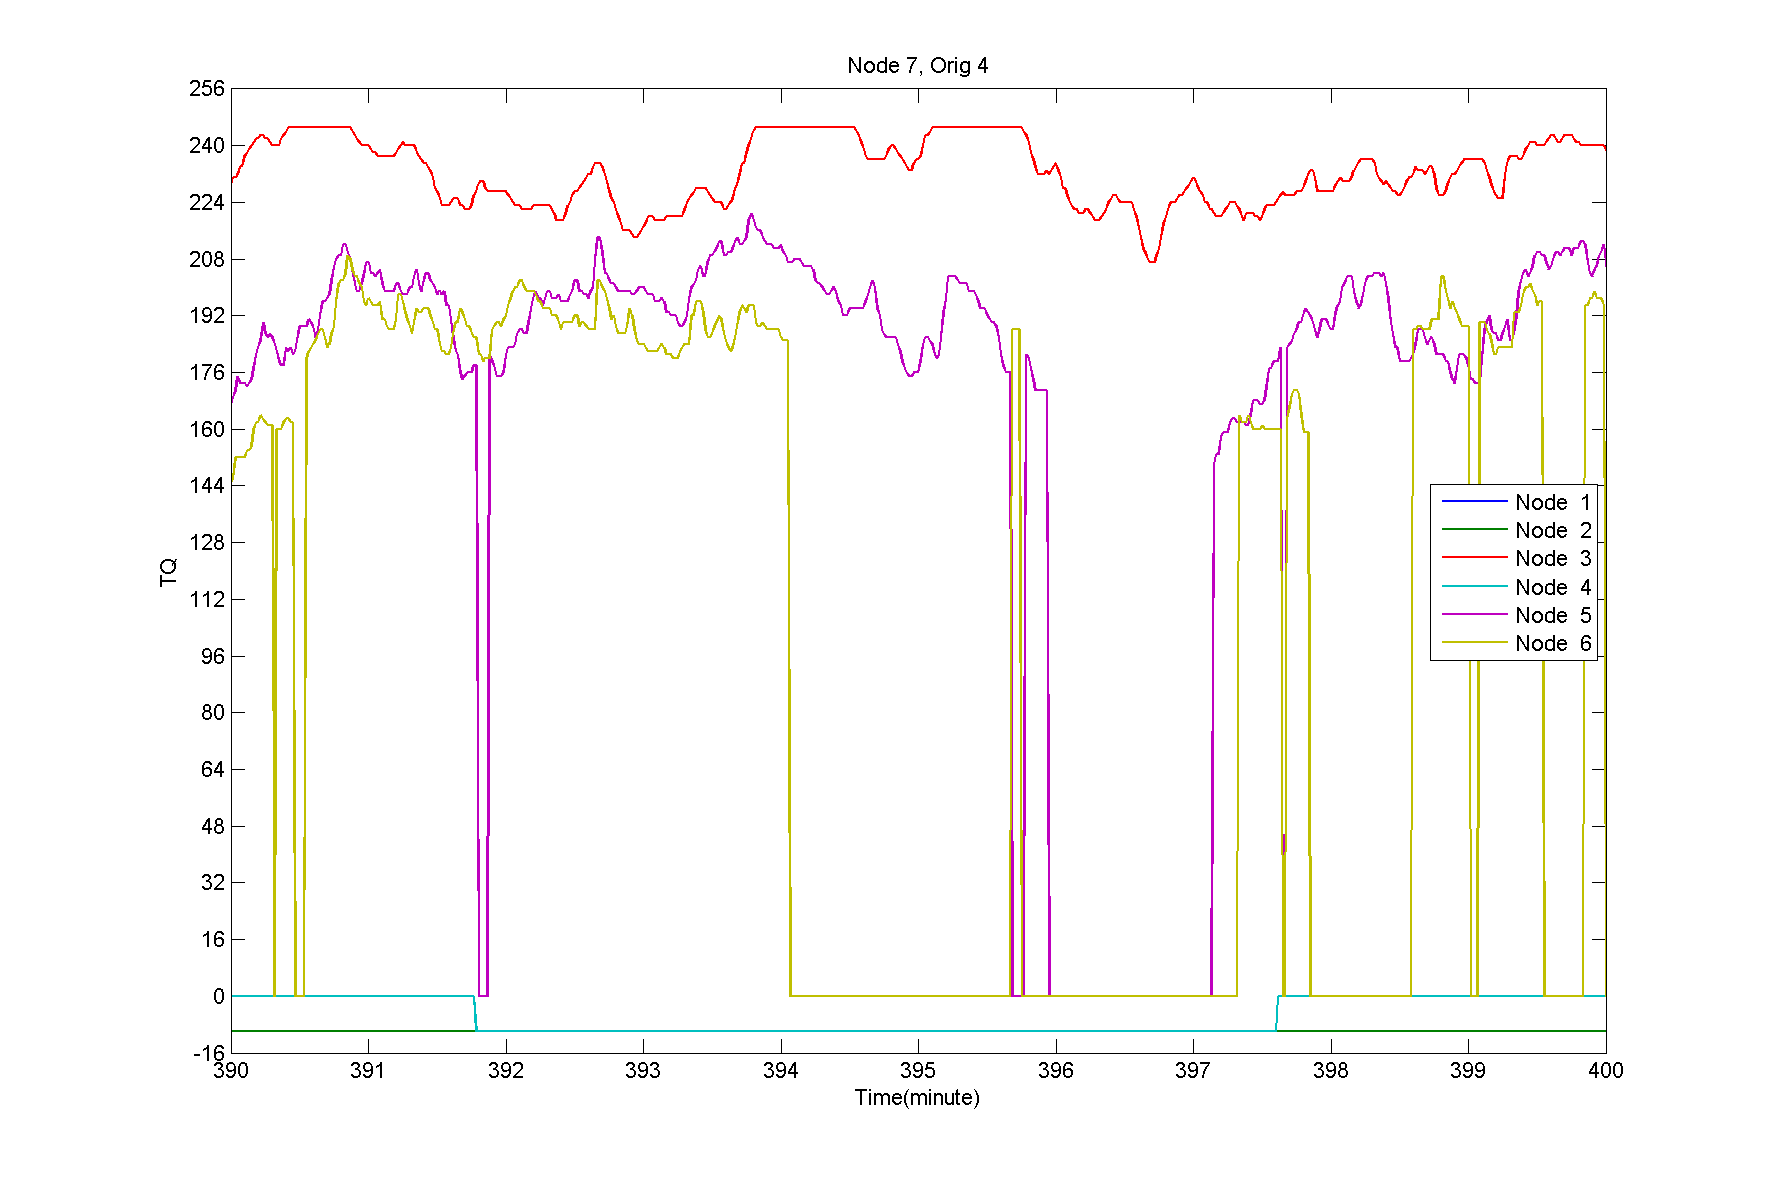 Node 7, Orig 4
256
240
224
208
192
176
160
144
128
112
96
80
64
48
32
16
0
-16
TQ
Node 1
Node 2
Node 3
Node 4
Node 5
Node 6
390 391 392 393 394 395 396 397 398 399 400
Time(minute)